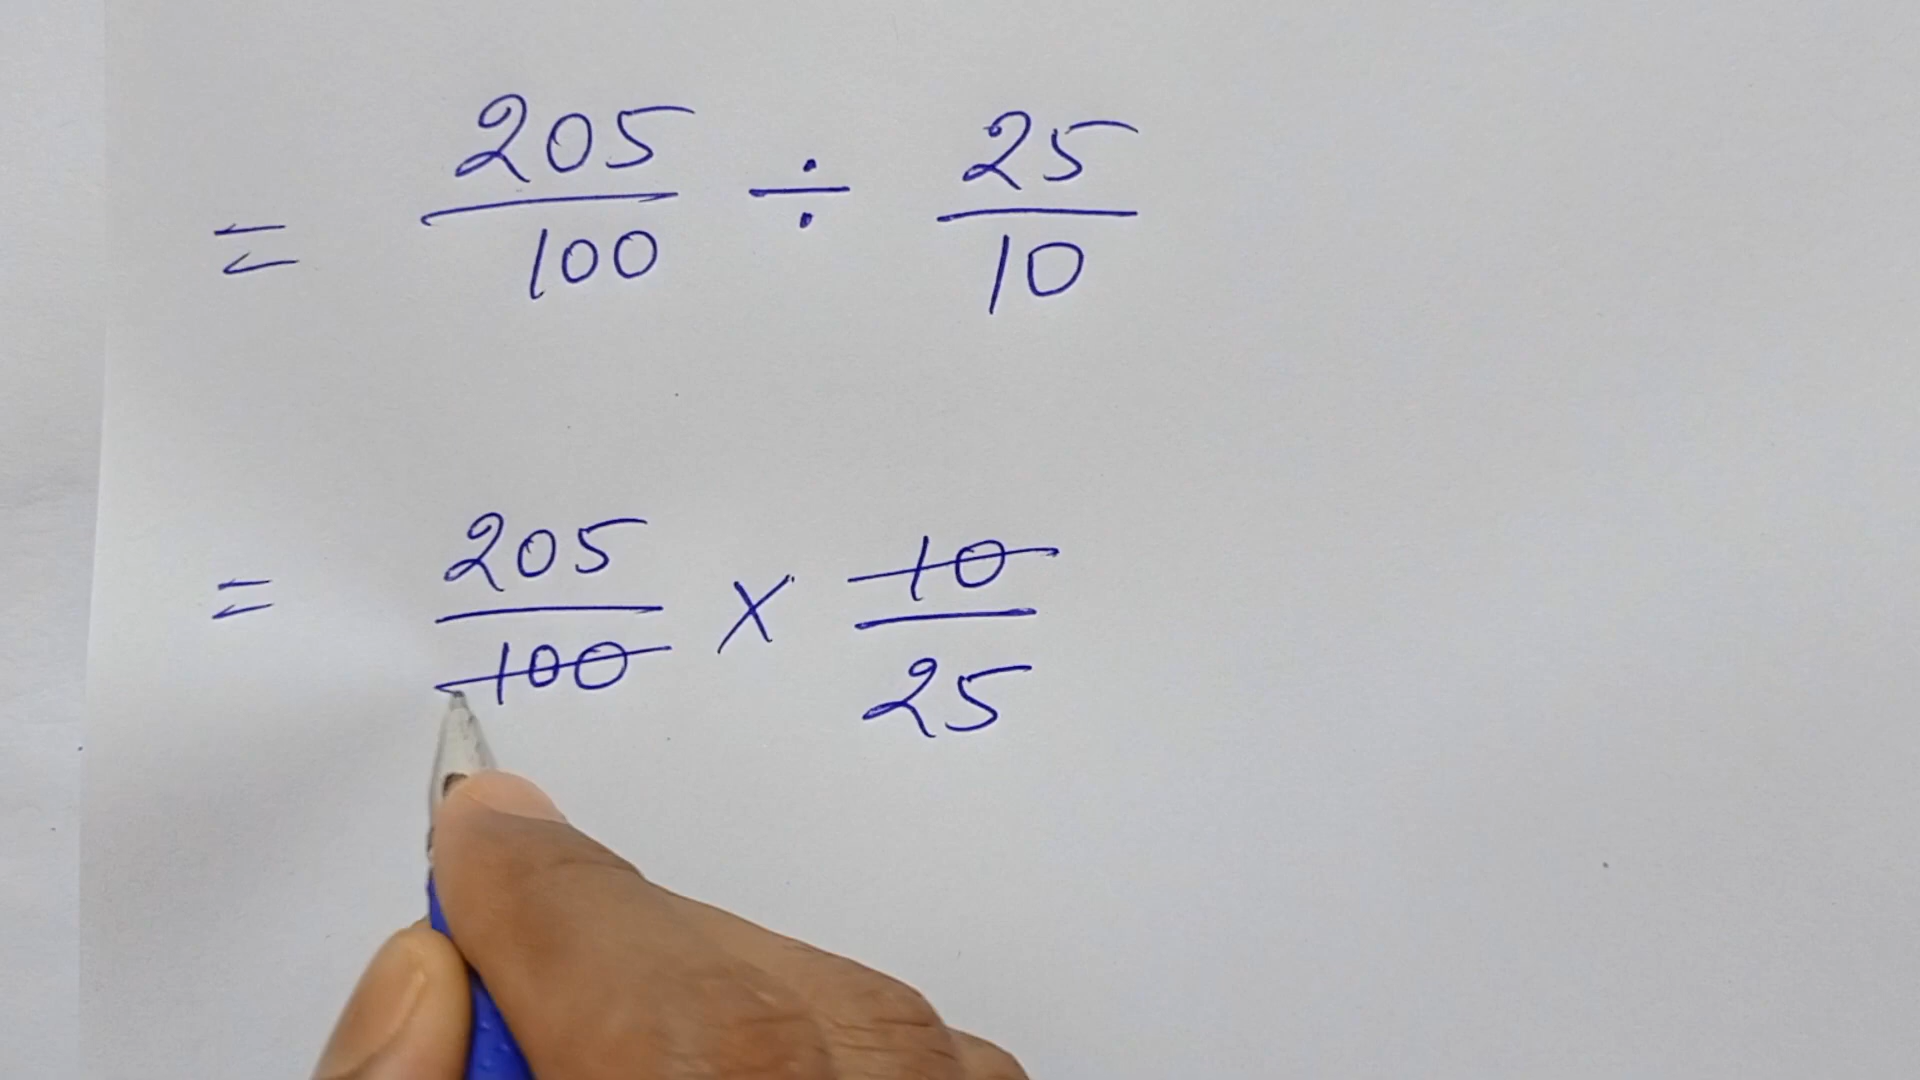 = 205/100 ÷ 25/10
= 205/100 × 10/25